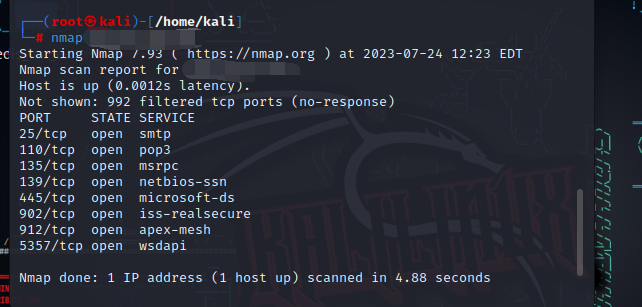 ┌──(root㉿kali)-[/home/kali]
└─# nmap
Starting Nmap 7.93 ( https://nmap.org ) at 2023-07-24 12:23 EDT
Nmap scan report for
Host is up (0.0012s latency).
Not shown: 992 filtered tcp ports (no-response)
PORT     STATE SERVICE
25/tcp   open  smtp
110/tcp  open  pop3
135/tcp  open  msrpc
139/tcp  open  netbios-ssn
445/tcp  open  microsoft-ds
902/tcp  open  iss-realsecure
912/tcp  open  apex-mesh
5357/tcp open  wsdapi
Nmap done: 1 IP address (1 host up) scanned in 4.88 seconds
KALI LINUX